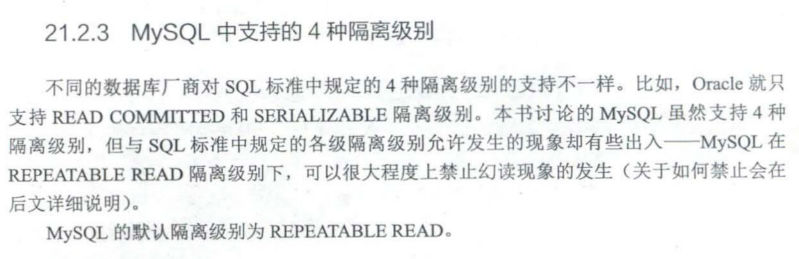 21.2.3 MySQL 中支持的 4 种隔离级别
不同的数据库厂商对 SQL 标准中规定的 4 种隔离级别的支持不一样。比如，Oracle 就只
支持 READ COMMITTED 和 SERIALIZABLE 隔离级别。本书讨论的 MySQL 虽然支持 4 种
隔离级别，但与 SQL 标准中规定的各级隔离级别允许发生的现象却有些出入——MySQL 在
REPEATABLE READ 隔离级别下，可以很大程度上禁止幻读现象的发生（关于如何禁止会在
后文详细说明）。
MySQL 的默认隔离级别为 REPEATABLE READ。